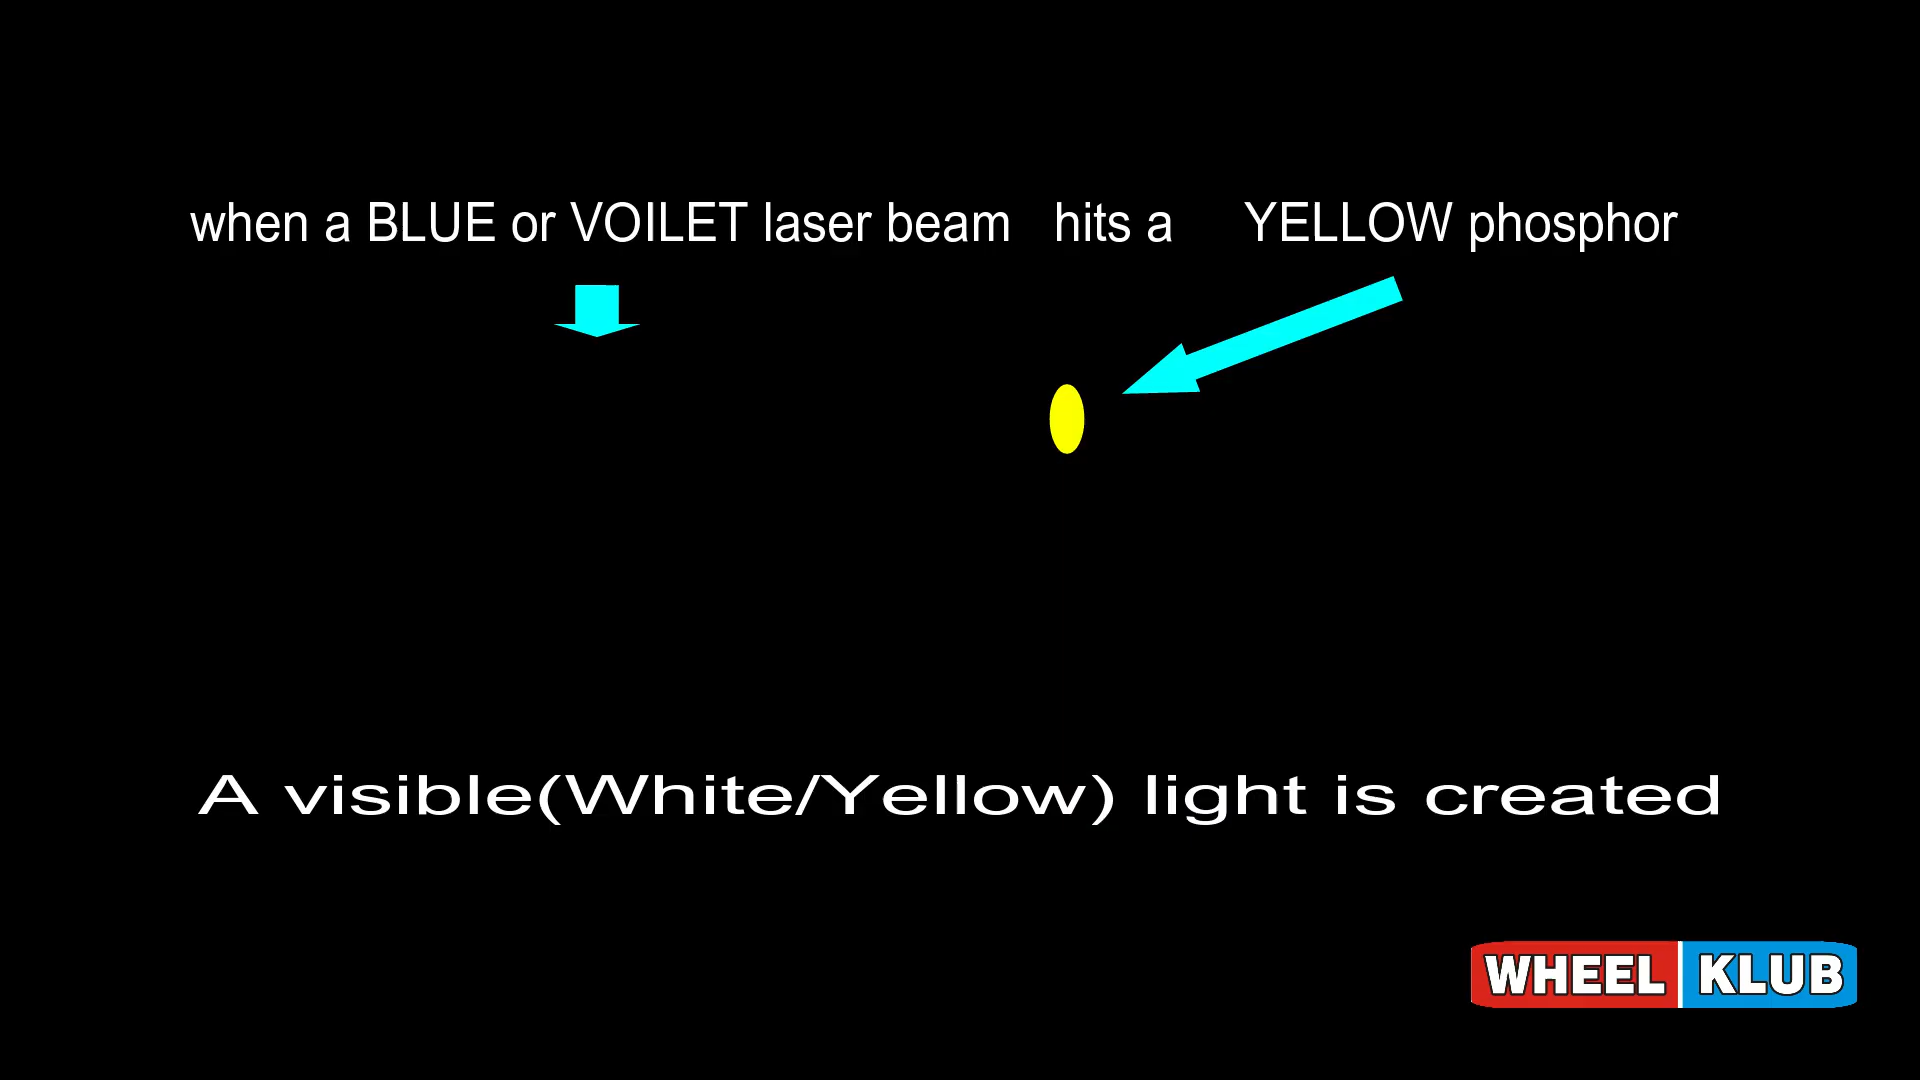 when a BLUE or VOILET laser beam hits a YELLOW phosphor
A visible(White/Yellow) light is created
WHEEL KLUB